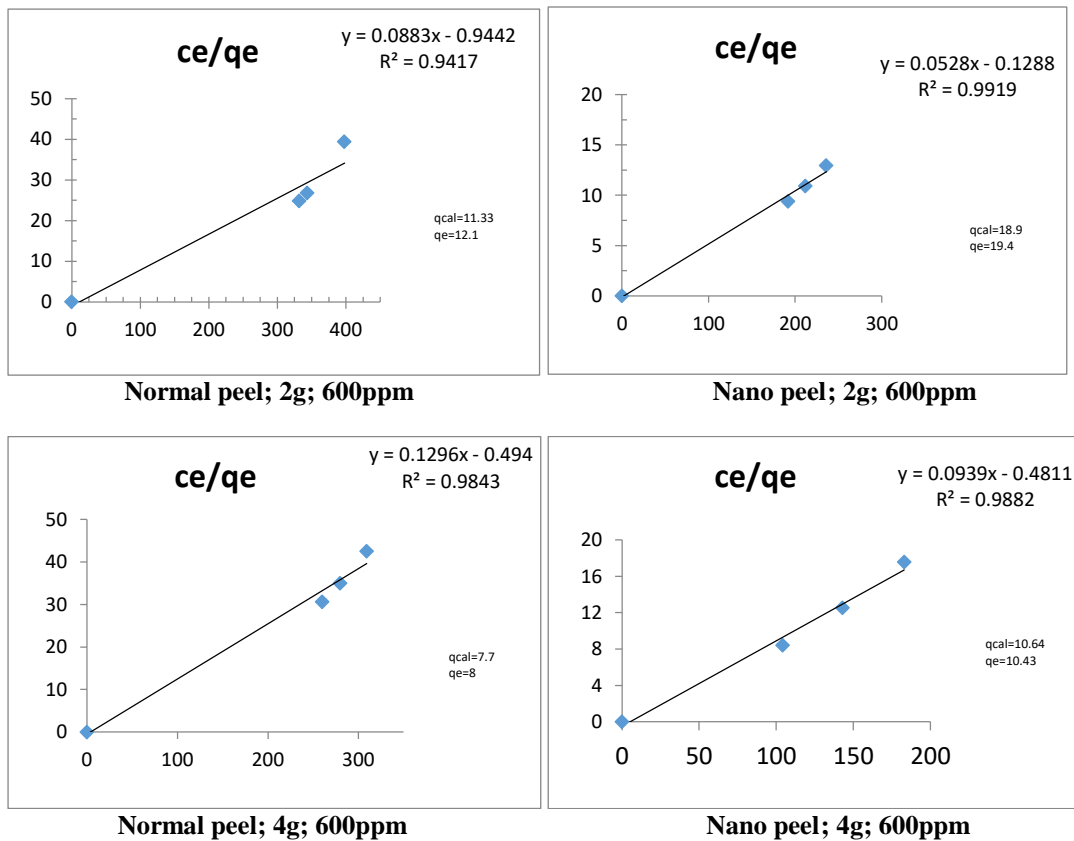 ce/qe
y = 0.0883x - 0.9442
R² = 0.9417
50
40
30
20
10
0
0 100 200 300 400
qcal=11.33
qe=12.1
Normal peel; 2g; 600ppm
ce/qe
y = 0.0528x - 0.1288
R² = 0.9919
20
15
10
5
0
0 100 200 300
qcal=18.9
qe=19.4
Nano peel; 2g; 600ppm
ce/qe
y = 0.1296x - 0.494
R² = 0.9843
50
40
30
20
10
0
0 100 200 300
qcal=7.7
qe=8
Normal peel; 4g; 600ppm
ce/qe
y = 0.0939x - 0.4811
R² = 0.9882
20
16
12
8
4
0
0 50 100 150 200
qcal=10.64
qe=10.43
Nano peel; 4g; 600ppm